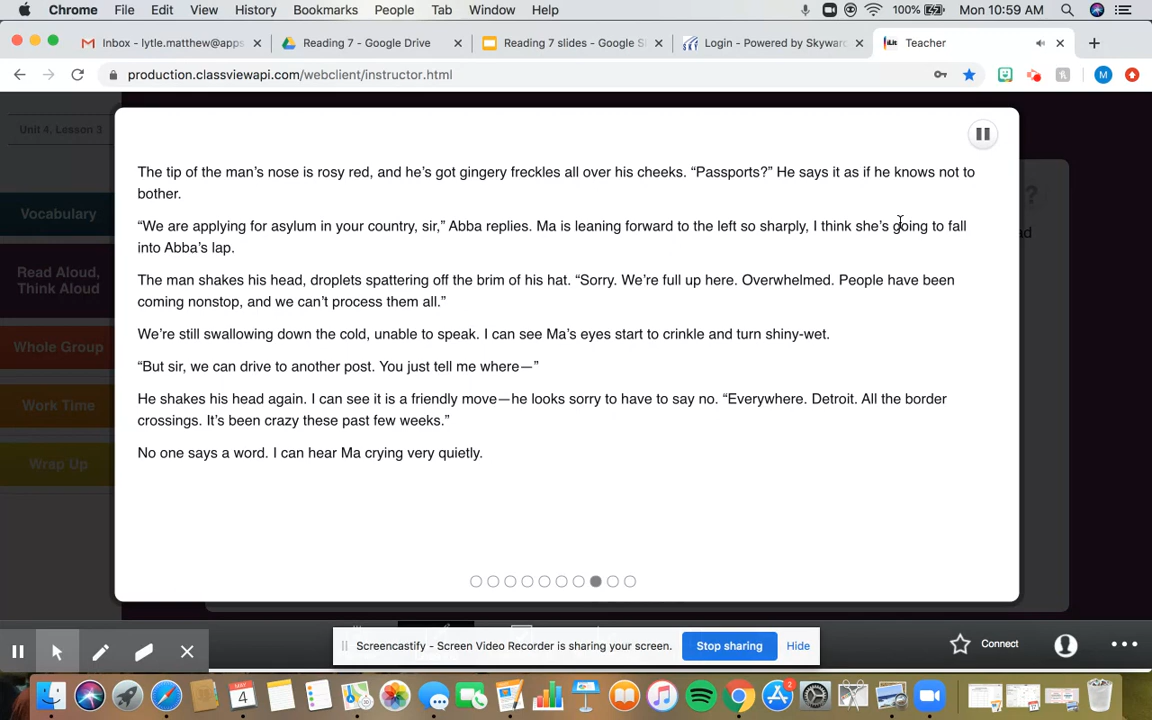 Chrome File Edit View History Bookmarks People Tab Window Help 100% Mon 10:59 AM
Inbox - lytle.matthew@apps Reading 7 - Google Drive Reading 7 slides - Google Sl Login - Powered by Skyward iLit Teacher
production.classviewapi.com/webclient/instructor.html M
Unit 4, Lesson 3
Vocabulary
Read Aloud,
Think Aloud
Whole Group
Work Time
Wrap Up
The tip of the man’s nose is rosy red, and he’s got gingery freckles all over his cheeks. “Passports?” He says it as if he knows not to
bother.
“We are applying for asylum in your country, sir,” Abba replies. Ma is leaning forward to the left so sharply, I think she’s going to fall
into Abba’s lap.
The man shakes his head, droplets spattering off the brim of his hat. “Sorry. We’re full up here. Overwhelmed. People have been
coming nonstop, and we can’t process them all.”
We’re still swallowing down the cold, unable to speak. I can see Ma’s eyes start to crinkle and turn shiny-wet.
“But sir, we can drive to another post. You just tell me where—”
He shakes his head again. I can see it is a friendly move—he looks sorry to have to say no. “Everywhere. Detroit. All the border
crossings. It’s been crazy these past few weeks.”
No one says a word. I can hear Ma crying very quietly.
Screencastify - Screen Video Recorder is sharing your screen. Stop sharing Hide
Connect
MAY
4
2